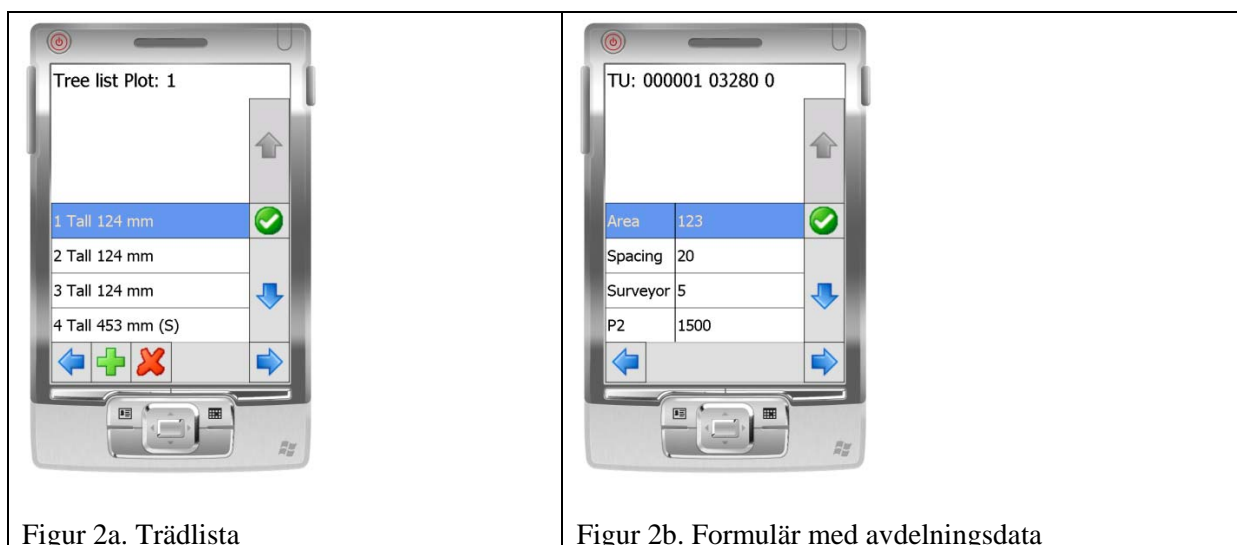 Tree list Plot: 1
1 Tall 124 mm
2 Tall 124 mm
3 Tall 124 mm
4 Tall 453 mm (S)
Figur 2a. Trädlista
TU: 000001 03280 0
Area 123
Spacing 20
Surveyor 5
P2 1500
Figur 2b. Formulär med avdelningsdata